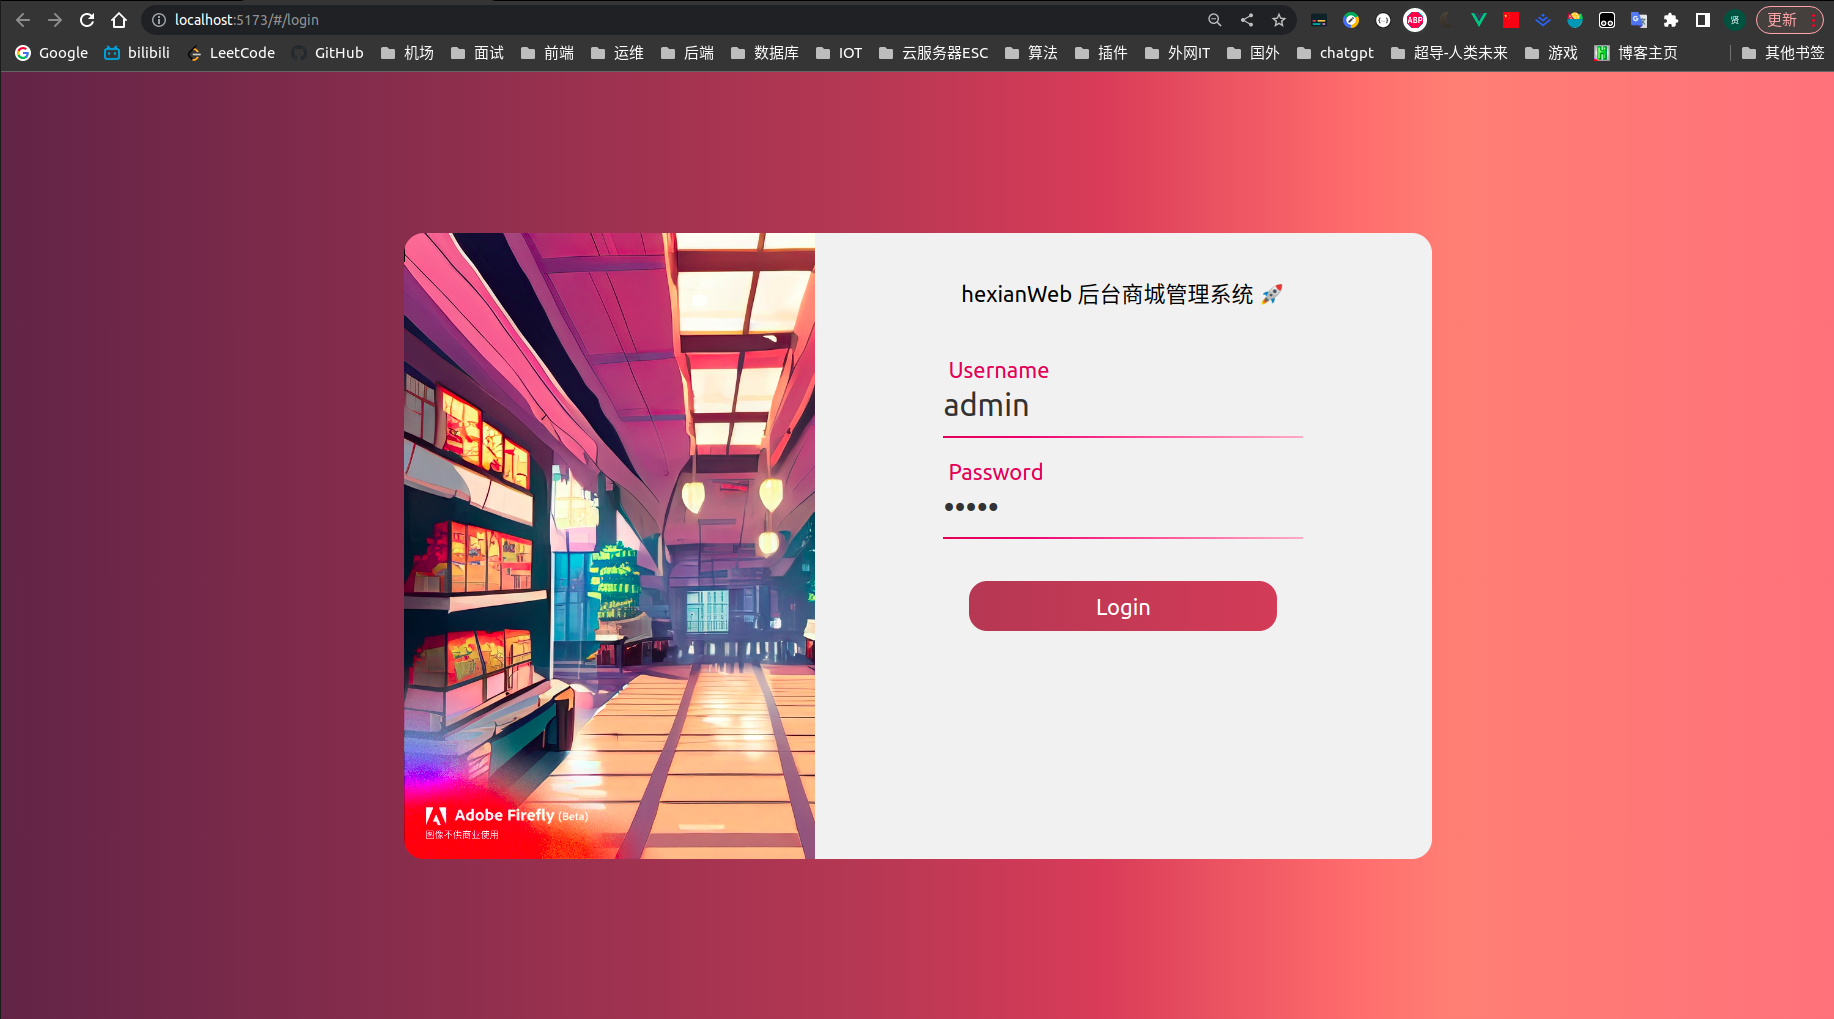 localhost:5173/#/login
ABP
贤
更新
Google bilibili LeetCode GitHub 机场 面试 前端 运维 后端 数据库 IOT 云服务器ESC 算法 插件 外网IT 国外 chatgpt 超导-人类未来 游戏 博客主页 其他书签
hexianWeb 后台商城管理系统 🚀
Username
admin
Password
•••••
Login
Adobe Firefly (Beta)
图像不供商业使用